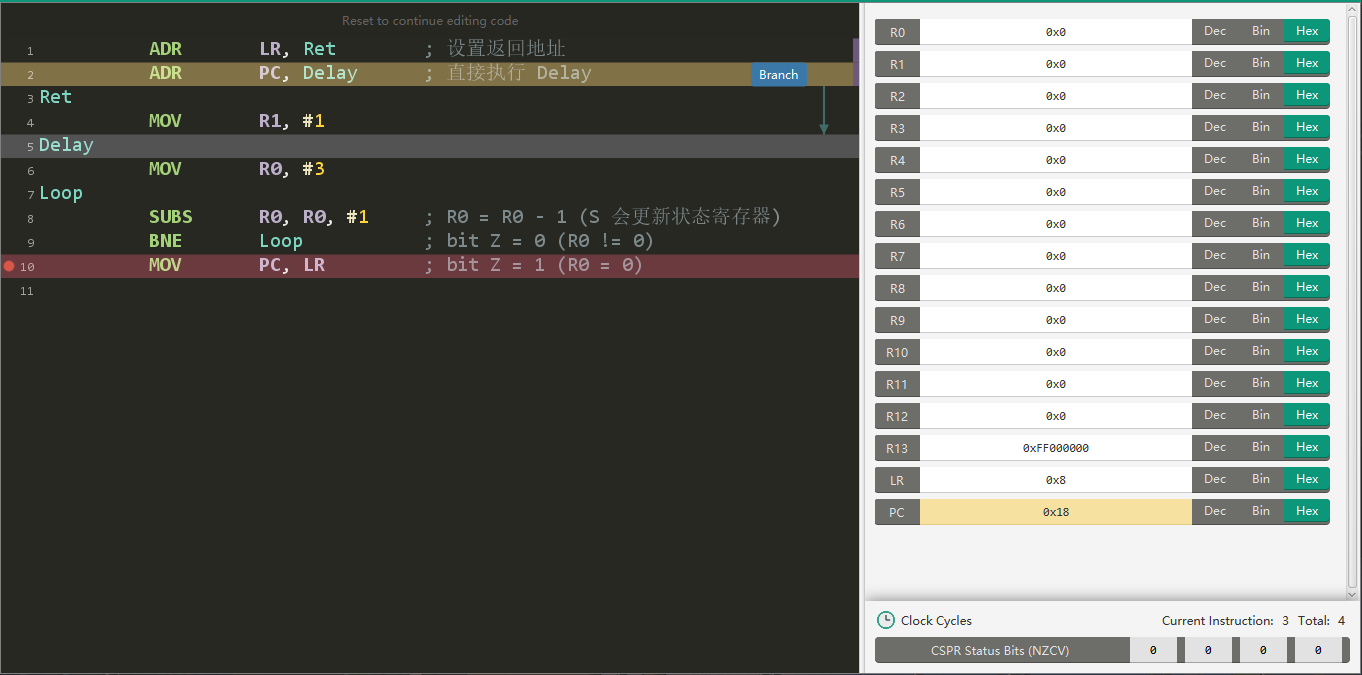 Reset to continue editing code
1 ADR LR, Ret ; 设置返回地址
2 ADR PC, Delay ; 直接执行 Delay Branch
3 Ret
4 MOV R1, #1
5 Delay
6 MOV R0, #3
7 Loop
8 SUBS R0, R0, #1 ; R0 = R0 - 1 (S 会更新状态寄存器)
9 BNE Loop ; bit Z = 0 (R0 != 0)
10 MOV PC, LR ; bit Z = 1 (R0 = 0)
11
R0 0x0 Dec Bin Hex
R1 0x0 Dec Bin Hex
R2 0x0 Dec Bin Hex
R3 0x0 Dec Bin Hex
R4 0x0 Dec Bin Hex
R5 0x0 Dec Bin Hex
R6 0x0 Dec Bin Hex
R7 0x0 Dec Bin Hex
R8 0x0 Dec Bin Hex
R9 0x0 Dec Bin Hex
R10 0x0 Dec Bin Hex
R11 0x0 Dec Bin Hex
R12 0x0 Dec Bin Hex
R13 0xFF000000 Dec Bin Hex
LR 0x8 Dec Bin Hex
PC 0x18 Dec Bin Hex
Clock Cycles Current Instruction: 3 Total: 4
CSPR Status Bits (NZCV) 0 0 0 0